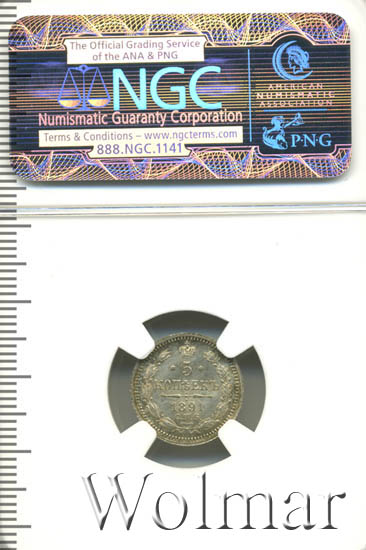 The Official Grading Service
of the ANA & PNG
NGC
Numismatic Guaranty Corporation
Terms & Conditions – www.ngcterms.com
888.NGC.1141
AMERICAN
NUMISMATIC
ASSOCIATION
P·N·G
5
КОПѢЕКЪ
Wolmar